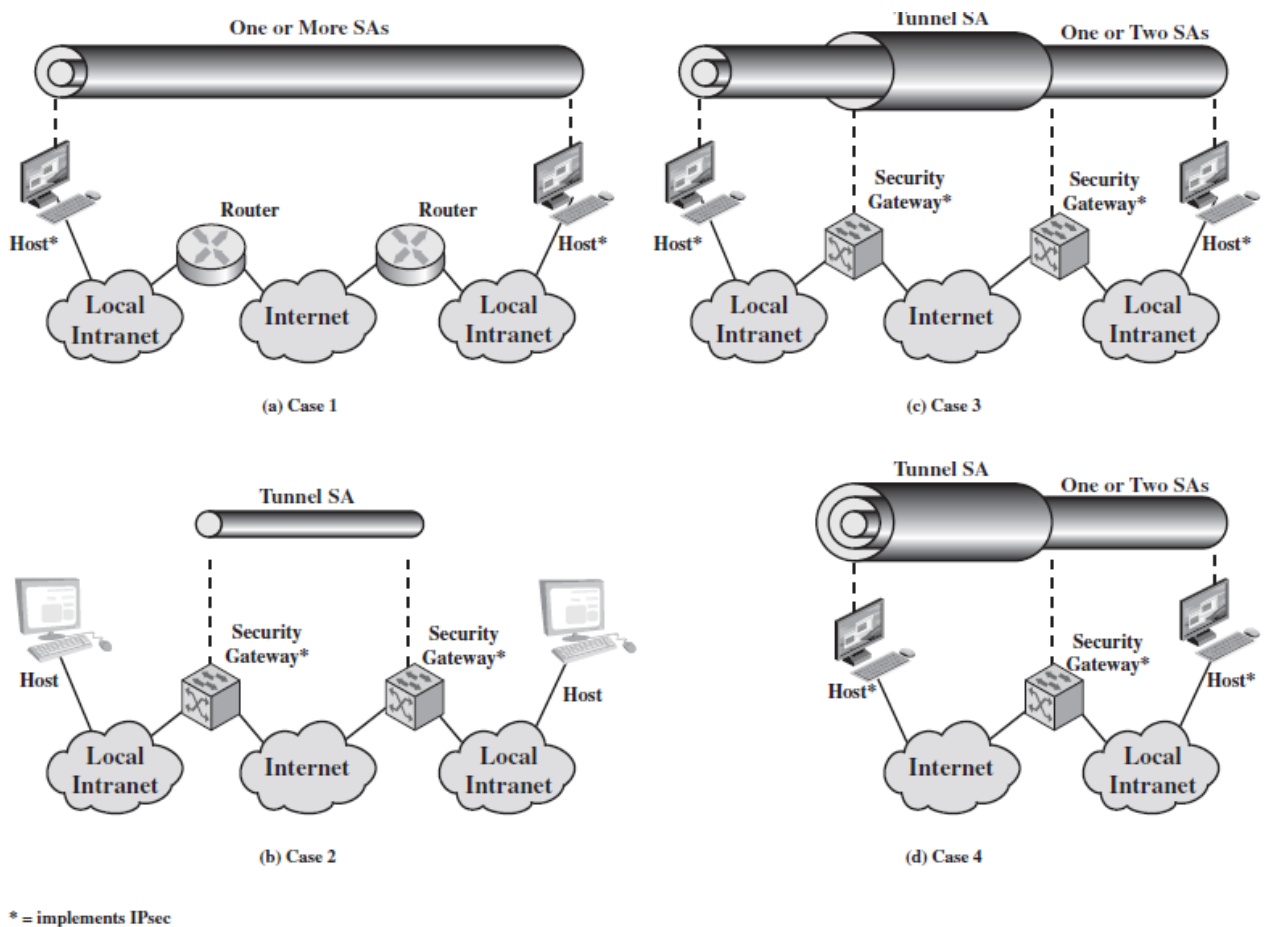 One or More SAs
Router
Router
Host*
Host*
Local
Intranet
Internet
Local
Intranet
(a) Case 1
Tunnel SA
One or Two SAs
Security
Gateway*
Security
Gateway*
Host*
Host*
Local
Intranet
Internet
Local
Intranet
(c) Case 3
Tunnel SA
Security
Gateway*
Security
Gateway*
Host
Host
Local
Intranet
Internet
Local
Intranet
(b) Case 2
Tunnel SA
One or Two SAs
Security
Gateway*
Host*
Host*
Internet
Local
Intranet
(d) Case 4
* = implements IPsec